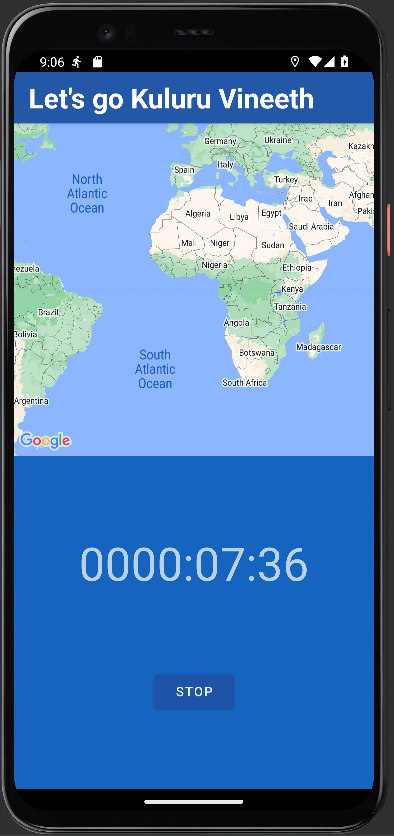 9:06
Let's go Kuluru Vineeth
Germany
Ukraine
Kazakh
North
Atlantic
Ocean
Spain
Italy
Turkey
Iraq
Iran
Afghan
Algeria
Libya
Egypt
Pakis
Saudi Arabia
Mali
Niger
Sudan
Nigeria
Ethiopia
ezuela
Kenya
Brazil
Tanzania
Angola
Bolivia
South
Atlantic
Ocean
Botswana
Madagascar
South Africa
Argentina
Google
0000:07:36
STOP